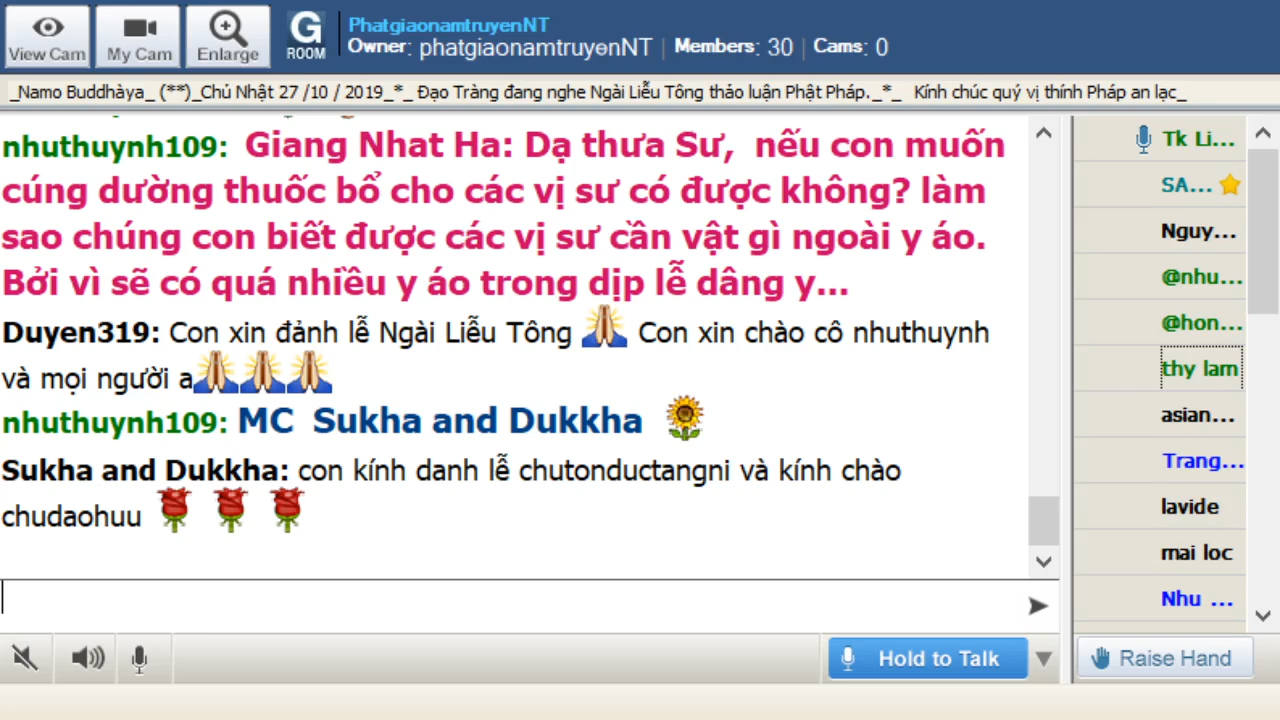 View Cam
My Cam
Enlarge
G
ROOM
PhatgiaonamtruyenNT
Owner: phatgiaonamtruyenNT | Members: 30 | Cams: 0
_Namo Buddhàya_ (**)_Chủ Nhật 27 /10 / 2019_*_ Đạo Tràng đang nghe Ngài Liễu Tông thảo luận Phật Pháp._*_ Kính chúc quý vị thính Pháp an lạc_
nhuthuynh109: Giang Nhat Ha: Dạ thưa Sư, nếu con muốn
cúng dường thuốc bổ cho các vị sư có được không? làm
sao chúng con biết được các vị sư cần vật gì ngoài y áo.
Bởi vì sẽ có quá nhiều y áo trong dịp lễ dâng y...
Duyen319: Con xin đảnh lễ Ngài Liễu Tông Con xin chào cô nhuthuynh
và mọi người a
nhuthuynh109: MC Sukha and Dukkha
Sukha and Dukkha: con kính danh lễ chutonductangni và kính chào
chudaohuu
Tk Li...
SA...
Nguy...
@nhu...
@hon...
thy lam
asian...
Trang...
lavide
mai loc
Nhu ...
Hold to Talk
Raise Hand